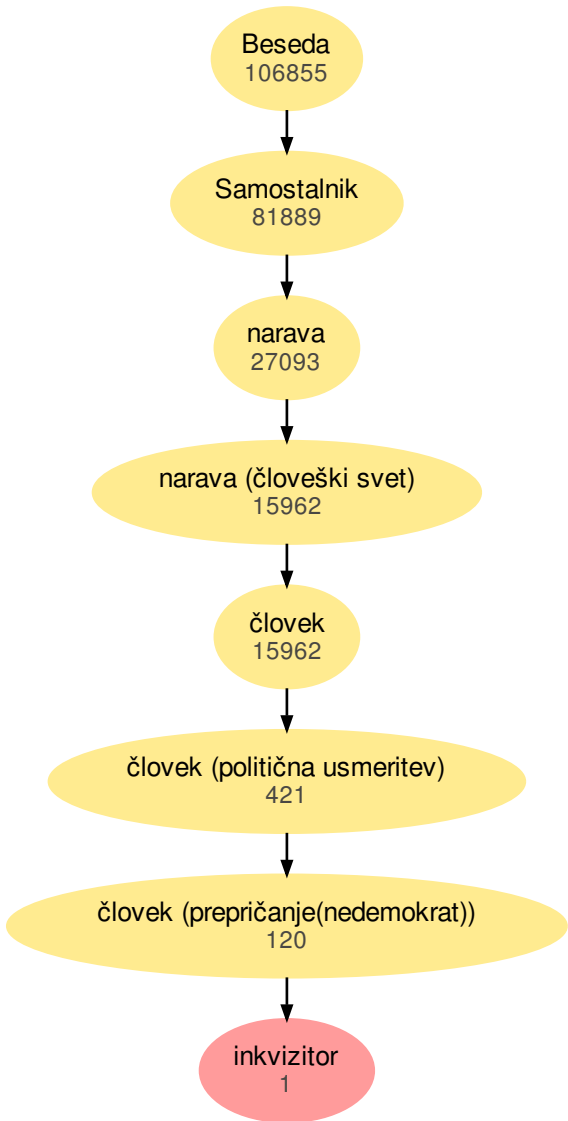 Beseda
106855
Samostalnik
81889
narava
27093
narava (človeški svet)
15962
človek
15962
človek (politična usmeritev)
421
človek (prepričanje(nedemokrat))
120
inkvizitor
1